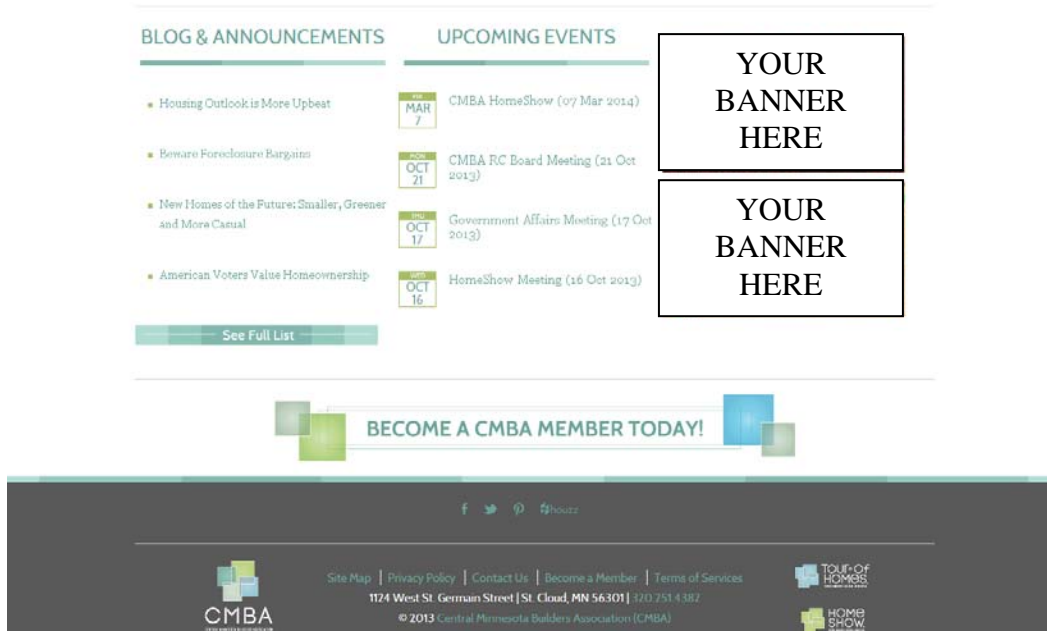 BLOG & ANNOUNCEMENTS
Housing Outlook is More Upbeat
Beware Foreclosure Bargains
New Homes of the Future: Smaller, Greener
and More Casual
American Voters Value Homeownership
See Full List
UPCOMING EVENTS
FRI
MAR
7
CMBA HomeShow (07 Mar 2014)
MON
OCT
21
CMBA RC Board Meeting (21 Oct
2013)
THU
OCT
17
Government Affairs Meeting (17 Oct
2013)
WED
OCT
16
HomeShow Meeting (16 Oct 2013)
YOUR
BANNER
HERE
YOUR
BANNER
HERE
BECOME A CMBA MEMBER TODAY!
houzz
CMBA
Site Map | Privacy Policy | Contact Us | Become a Member | Terms of Services
1124 West St. Germain Street | St. Cloud, MN 56301 | 320.251.4382
© 2013 Central Minnesota Builders Association (CMBA)
TOUR OF
HOMES
HOME
SHOW